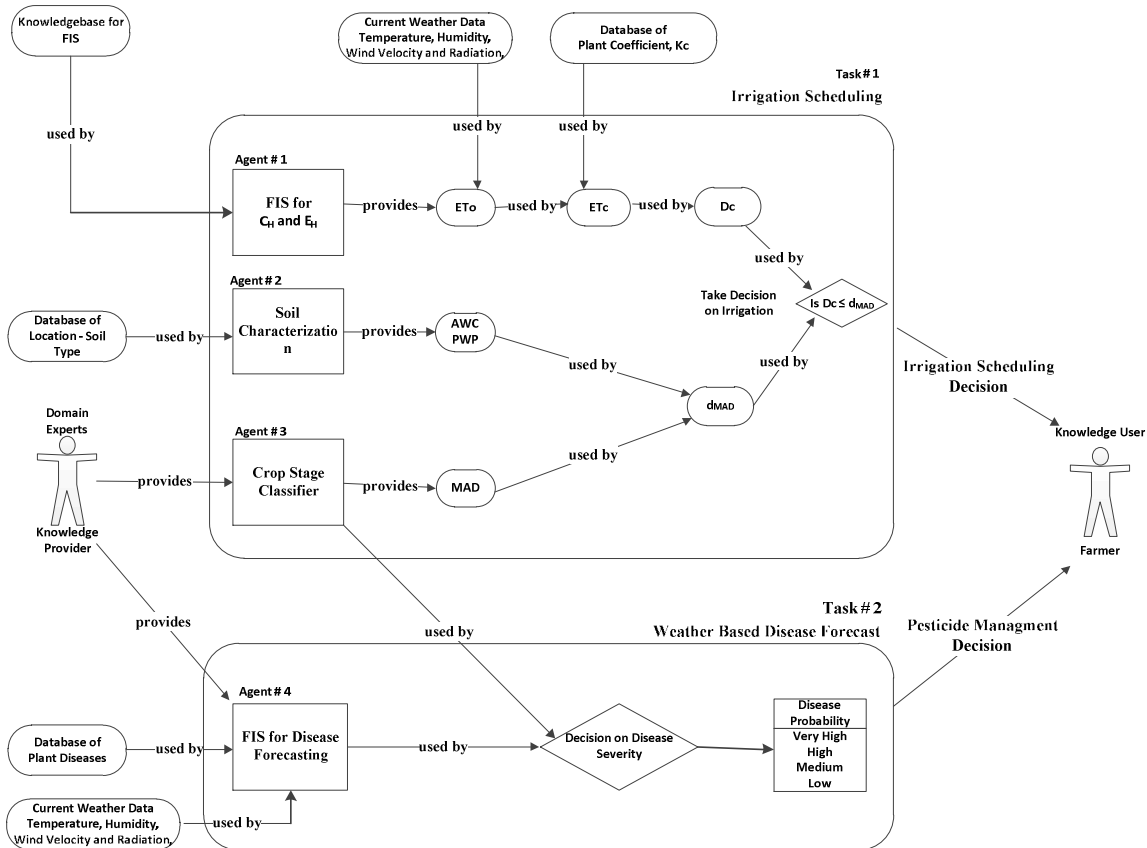 Knowledgebase for
FIS
Current Weather Data
Temperature, Humidity,
Wind Velocity and Radiation,
Database of
Plant Coefficient, Kc
Task # 1
Irrigation Scheduling
used by
used by
used by
Agent # 1
FIS for
CH and EH
provides
ETo
used by
ETc
used by
Dc
used by
Agent # 2
Soil
Characterizatio
n
Database of
Location - Soil
Type
used by
provides
AWC
PWP
Take Decision
on Irrigation
Is Dc ≤ dMAD
used by
used by
dMAD
Irrigation Scheduling
Decision
Domain
Experts
Knowledge
Provider
provides
Agent # 3
Crop Stage
Classifier
provides
MAD
used by
Knowledge User
Farmer
provides
used by
Task # 2
Weather Based Disease Forecast
Pesticide Managment
Decision
Agent # 4
FIS for Disease
Forecasting
Database of
Plant Diseases
used by
used by
Decision on Disease
Severity
Disease
Probability
Very High
High
Medium
Low
Current Weather Data
Temperature, Humidity,
Wind Velocity and Radiation,
used by